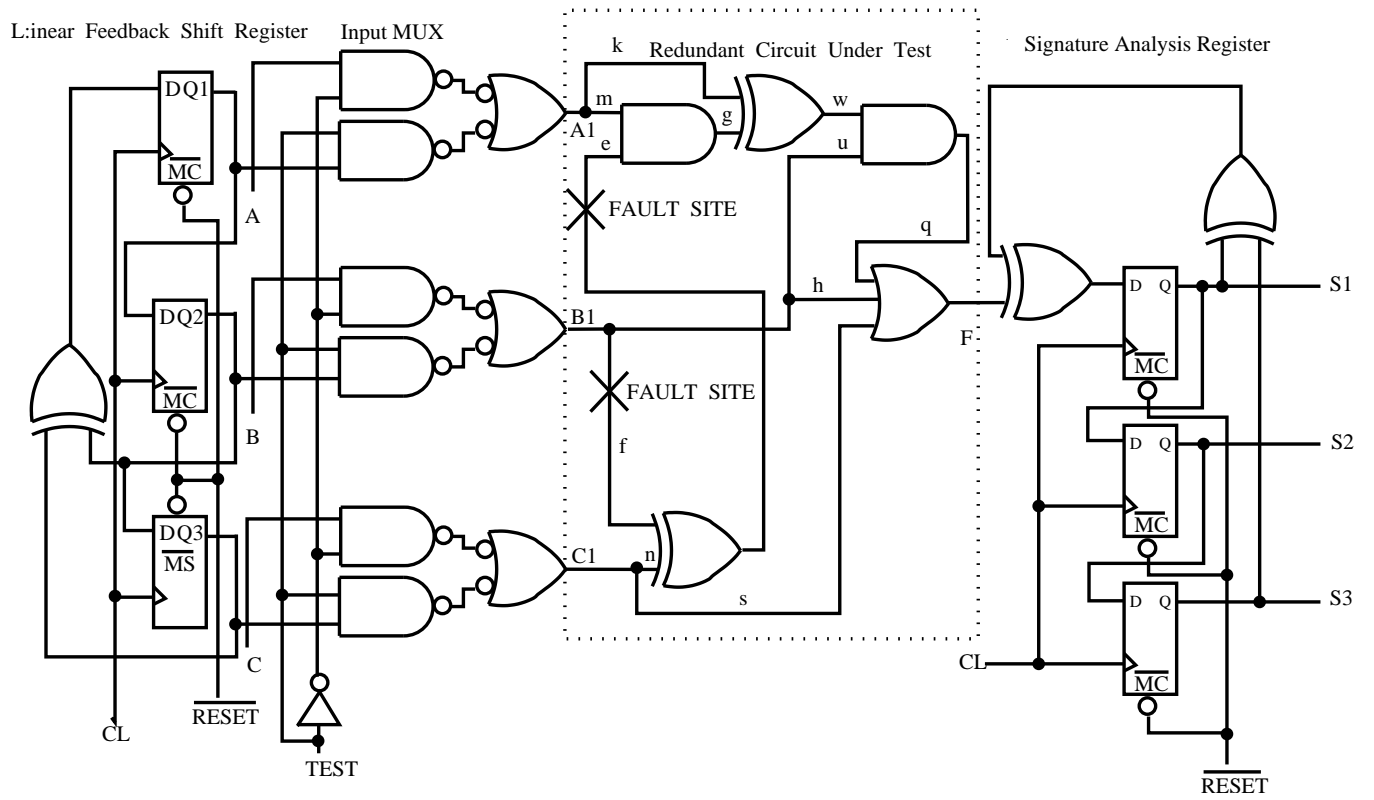 L:inear Feedback Shift Register
Input MUX
Redundant Circuit Under Test
Signature Analysis Register
k
DQ1
m
g
w
A1
e
u
MC
A
FAULT SITE
q
D Q
S1
h
B1
DQ2
F
MC
MC
FAULT SITE
B
f
D Q
S2
DQ3
MC
MS
C1
n
s
D Q
S3
C
CL
MC
RESET
CL
TEST
RESET